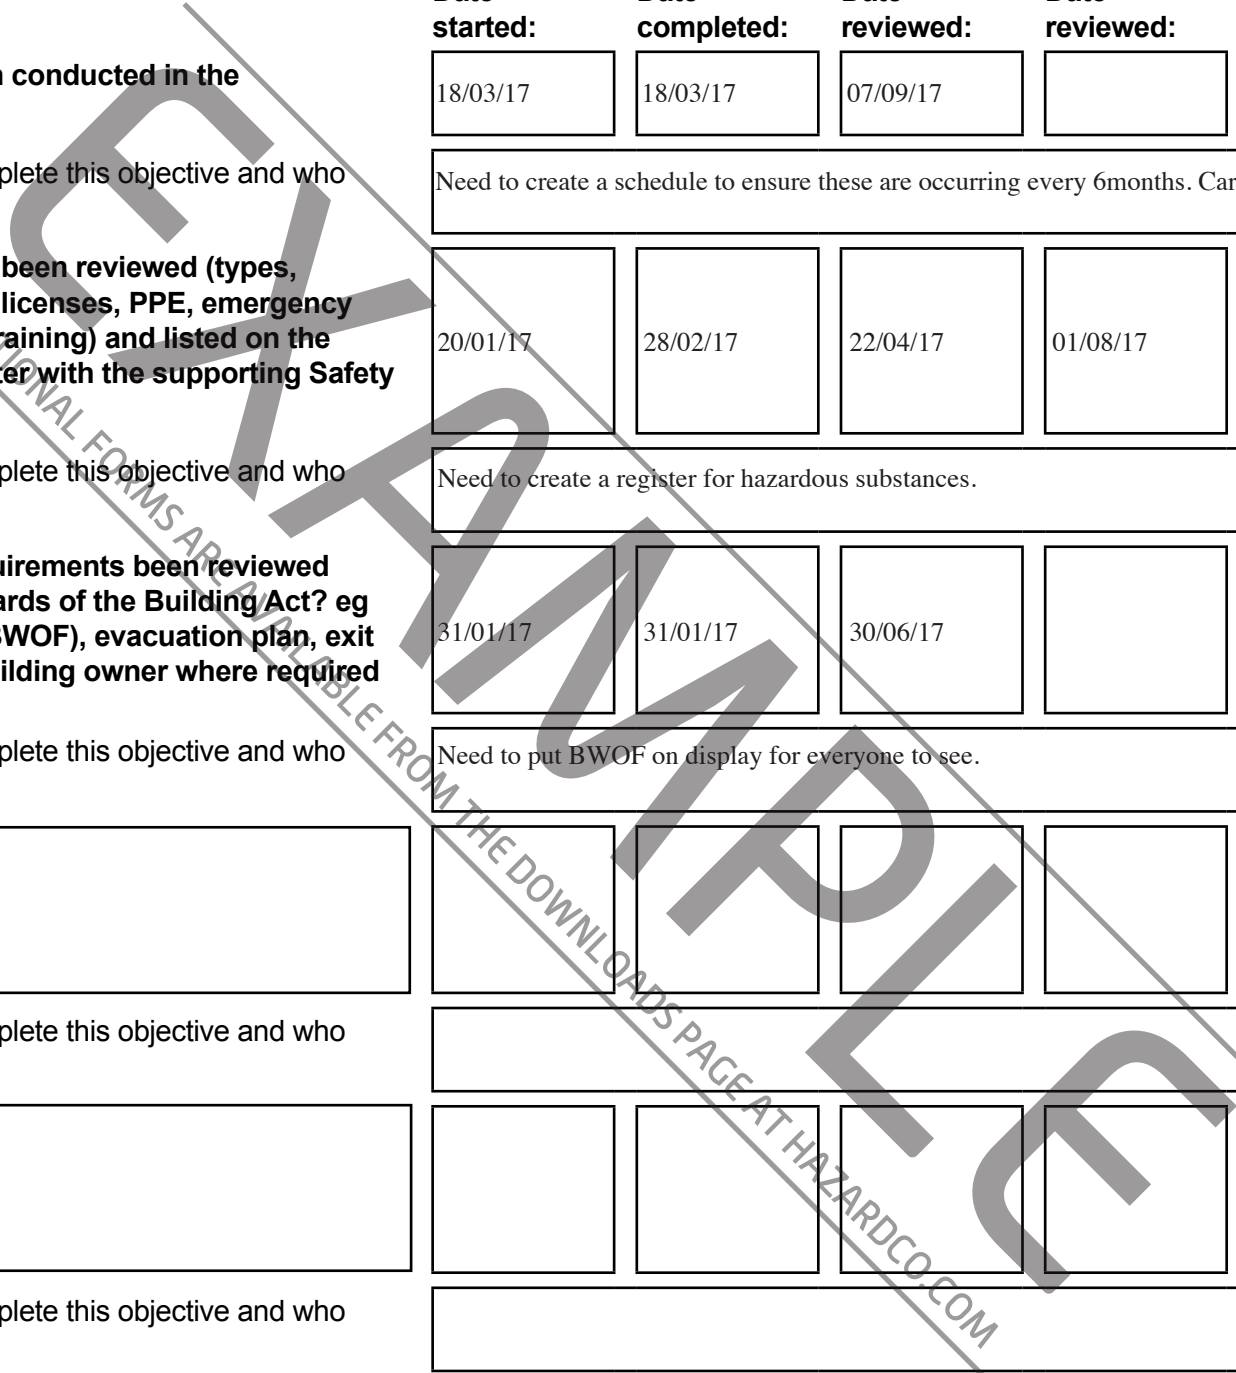 started: completed: reviewed: reviewed:
conducted in the
18/03/17 18/03/17 07/09/17
plete this objective and who
Need to create a schedule to ensure these are occurring every 6months. Car
been reviewed (types,
licenses, PPE, emergency
raining) and listed on the
ter with the supporting Safety
20/01/17 28/02/17 22/04/17 01/08/17
plete this objective and who
Need to create a register for hazardous substances.
uirements been reviewed
ards of the Building Act? eg
BWOF), evacuation plan, exit
ilding owner where required
31/01/17 31/01/17 30/06/17
plete this objective and who
Need to put BWOF on display for everyone to see.
plete this objective and who
plete this objective and who
EXAMPLE
TIONAL FORMS ARE AVAILABLE FROM THE DOWNLOADS PAGE AT HAZARDCO.COM